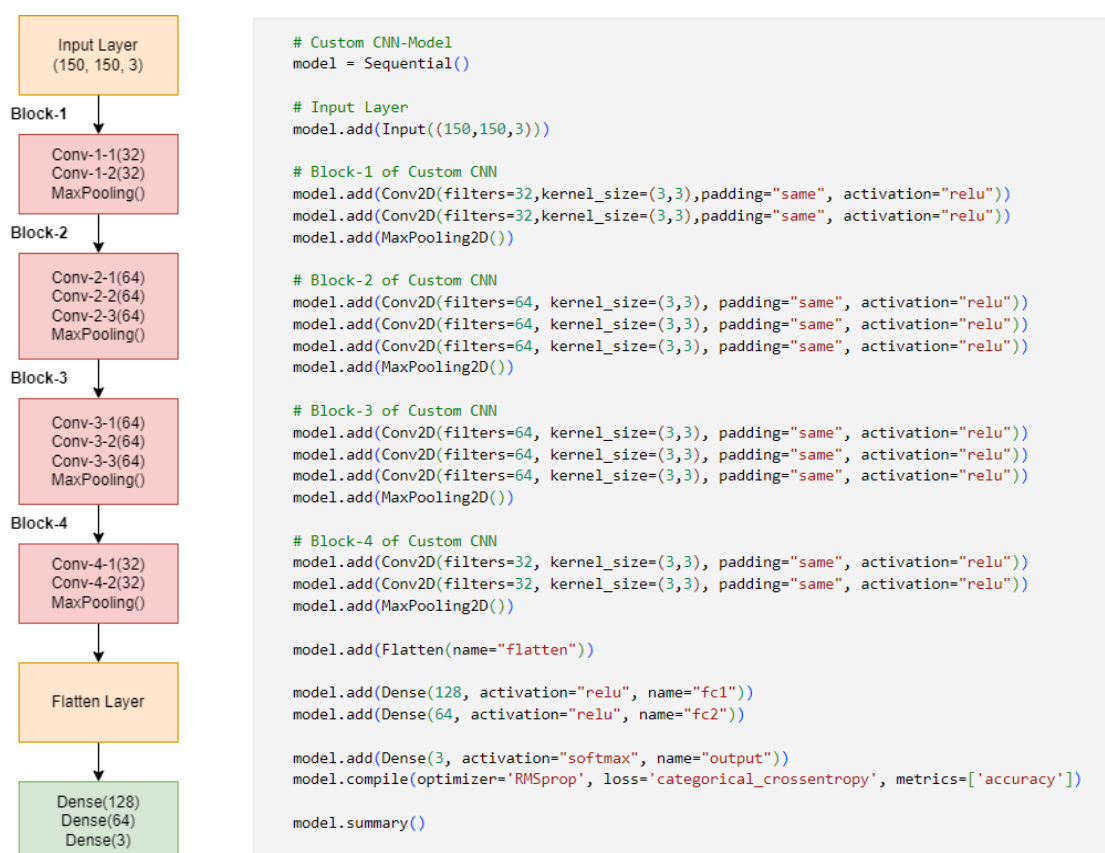 Input Layer
(150, 150, 3)
Block-1
Conv-1-1(32)
Conv-1-2(32)
MaxPooling()
Block-2
Conv-2-1(64)
Conv-2-2(64)
Conv-2-3(64)
MaxPooling()
Block-3
Conv-3-1(64)
Conv-3-2(64)
Conv-3-3(64)
MaxPooling()
Block-4
Conv-4-1(32)
Conv-4-2(32)
MaxPooling()
Flatten Layer
Dense(128)
Dense(64)
Dense(3)
# Custom CNN-Model
model = Sequential()
# Input Layer
model.add(Input((150,150,3)))
# Block-1 of Custom CNN
model.add(Conv2D(filters=32,kernel_size=(3,3),padding="same", activation="relu"))
model.add(Conv2D(filters=32,kernel_size=(3,3),padding="same", activation="relu"))
model.add(MaxPooling2D())
# Block-2 of Custom CNN
model.add(Conv2D(filters=64, kernel_size=(3,3), padding="same", activation="relu"))
model.add(Conv2D(filters=64, kernel_size=(3,3), padding="same", activation="relu"))
model.add(Conv2D(filters=64, kernel_size=(3,3), padding="same", activation="relu"))
model.add(MaxPooling2D())
# Block-3 of Custom CNN
model.add(Conv2D(filters=64, kernel_size=(3,3), padding="same", activation="relu"))
model.add(Conv2D(filters=64, kernel_size=(3,3), padding="same", activation="relu"))
model.add(Conv2D(filters=64, kernel_size=(3,3), padding="same", activation="relu"))
model.add(MaxPooling2D())
# Block-4 of Custom CNN
model.add(Conv2D(filters=32, kernel_size=(3,3), padding="same", activation="relu"))
model.add(Conv2D(filters=32, kernel_size=(3,3), padding="same", activation="relu"))
model.add(MaxPooling2D())
model.add(Flatten(name="flatten"))
model.add(Dense(128, activation="relu", name="fc1"))
model.add(Dense(64, activation="relu", name="fc2"))
model.add(Dense(3, activation="softmax", name="output"))
model.compile(optimizer='RMSprop', loss='categorical_crossentropy', metrics=['accuracy'])
model.summary()